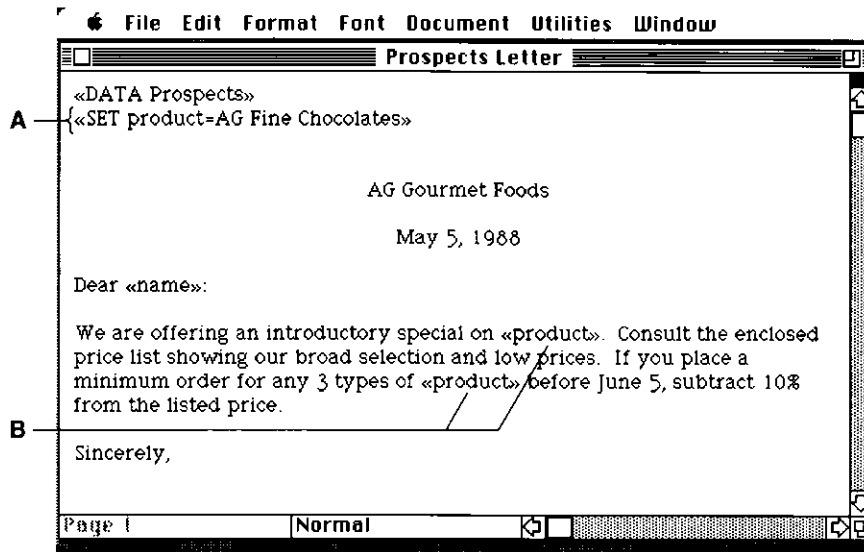 File Edit Format Font Document Utilities Window
Prospects Letter
«DATA Prospects»
A «SET product=AG Fine Chocolates»
AG Gourmet Foods
May 5, 1988
Dear «name»:
We are offering an introductory special on «product». Consult the enclosed
price list showing our broad selection and low prices. If you place a
minimum order for any 3 types of «product» before June 5, subtract 10%
from the listed price.
B
Sincerely,
Page 1 Normal